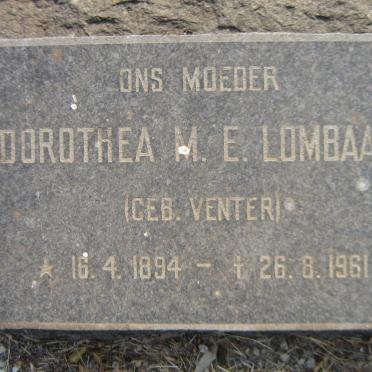 ONS MOEDER
DOROTHEA M. E. LOMBAA
(GEB. VENTER)
* 16.4.1894 – † 26.8.1961